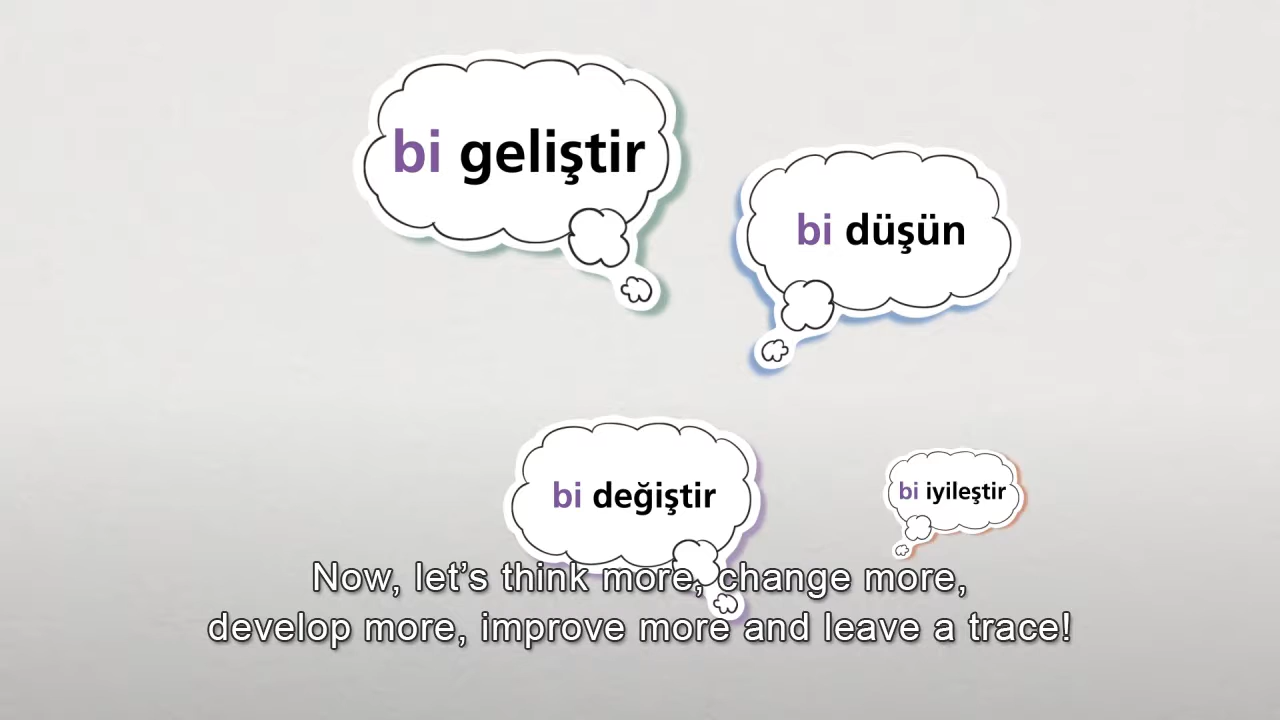 bi geliştir
bi düşün
bi değiştir
bi iyileştir
Now, let’s think more, change more,
develop more, improve more and leave a trace!